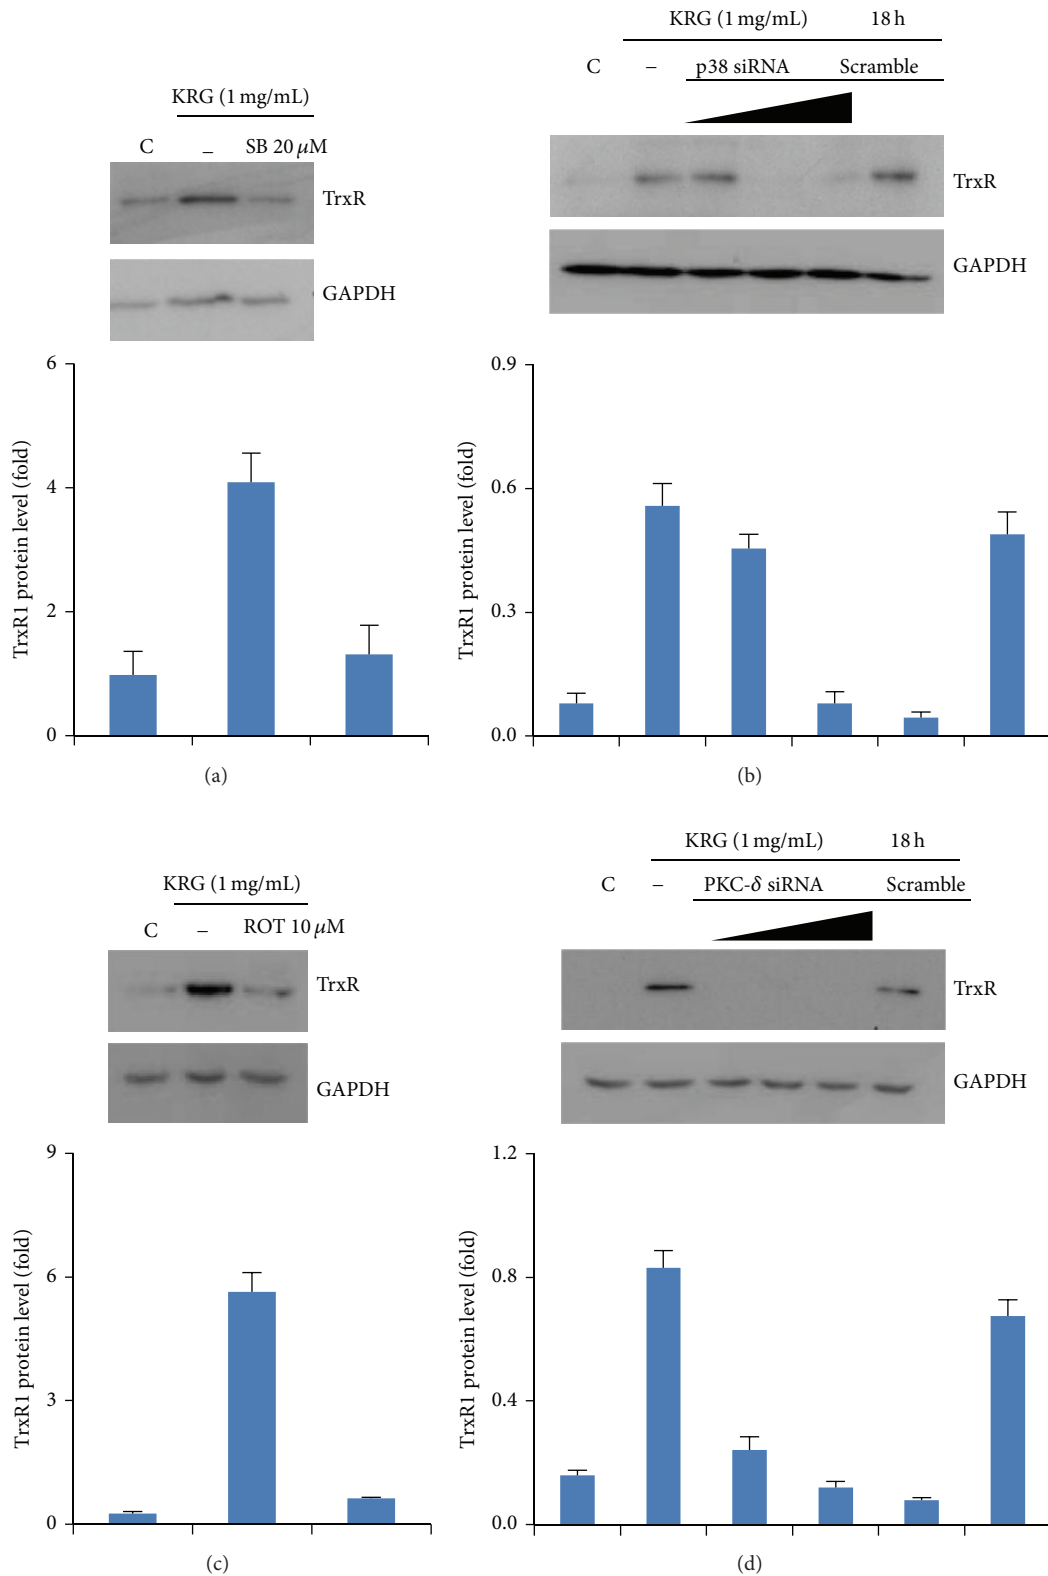 KRG (1 mg/mL)
C – SB 20 μM
TrxR
GAPDH
6
4
2
0
TrxR1 protein level (fold)
(a)
KRG (1 mg/mL) 18 h
C – p38 siRNA Scramble
TrxR
GAPDH
0.9
0.6
0.3
0.0
TrxR1 protein level (fold)
(b)
KRG (1 mg/mL)
C – ROT 10 μM
TrxR
GAPDH
9
6
3
0
TrxR1 protein level (fold)
(c)
KRG (1 mg/mL) 18 h
C – PKC-δ siRNA Scramble
TrxR
GAPDH
1.2
0.8
0.4
0.0
TrxR1 protein level (fold)
(d)